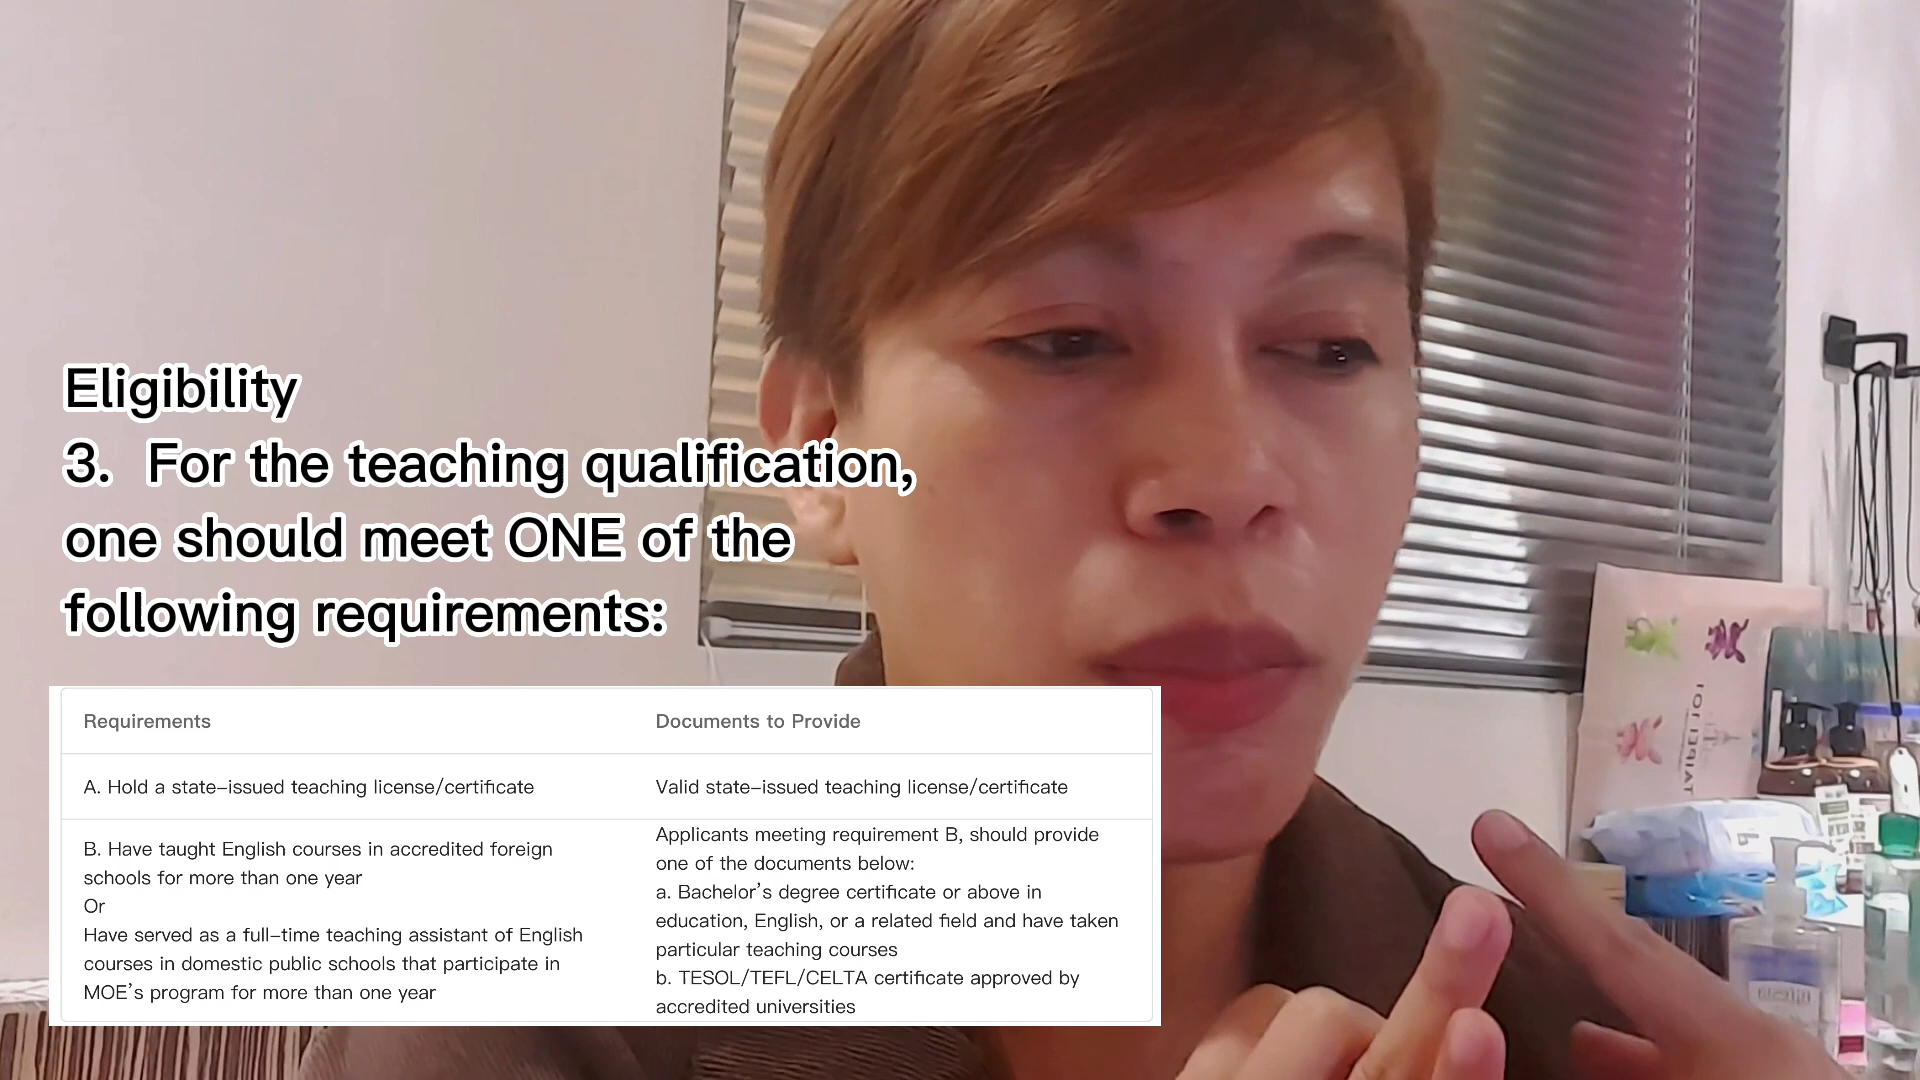 Eligibility
3. For the teaching qualification,
one should meet ONE of the
following requirements:
Requirements
Documents to Provide
A. Hold a state-issued teaching license/certificate
Valid state-issued teaching license/certificate
B. Have taught English courses in accredited foreign
schools for more than one year
Or
Have served as a full-time teaching assistant of English
courses in domestic public schools that participate in
MOE's program for more than one year
Applicants meeting requirement B, should provide
one of the documents below:
a. Bachelor's degree certificate or above in
education, English, or a related field and have taken
particular teaching courses
b. TESOL/TEFL/CELTA certificate approved by
accredited universities